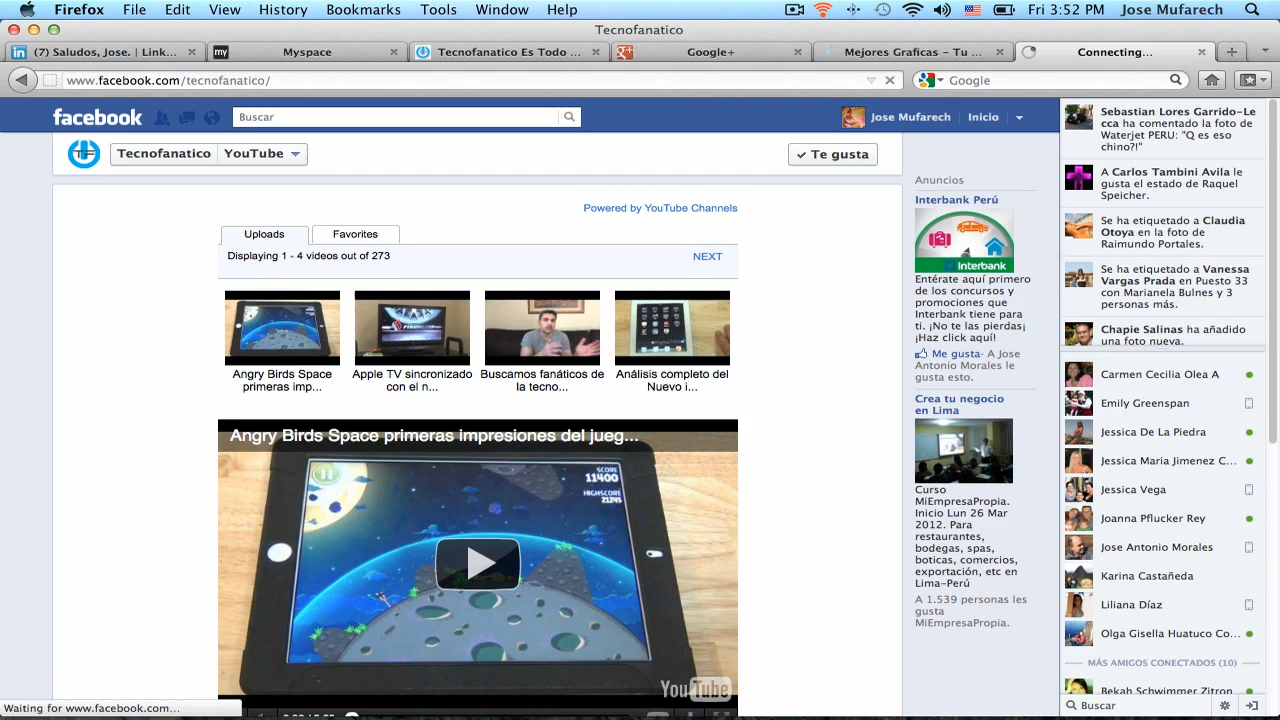 Firefox File Edit View History Bookmarks Tools Window Help Fri 3:52 PM Jose Mufarech
Tecnofanatico
(7) Saludos, Jose. | Link...
my Myspace
Tecnofanatico Es Todo ...
Google+
Mejores Graficas – Tu ...
Connecting...
www.facebook.com/tecnofanatico/
Google
facebook
Buscar
Jose Mufarech
Inicio
TF
Tecnofanatico
YouTube
Te gusta
Powered by YouTube Channels
Uploads
Favorites
Displaying 1 - 4 videos out of 273
NEXT
Angry Birds Space
primeras imp...
Apple TV sincronizado
con el n...
Buscamos fanáticos de
la tecno...
Análisis completo del
Nuevo i...
Angry Birds Space primeras impresiones del jueg...
SCORE
11400
HIGHSCORE
21245
YouTube
Anuncios
Interbank Perú
Interbank
Entérate aquí primero
de los concursos y
promociones que
Interbank tiene para
ti. ¡No te las pierdas¡
¡Haz click aquí!
Me gusta · A Jose
Antonio Morales le
gusta esto.
Crea tu negocio
en Lima
Curso
MiEmpresaPropia.
Inicio Lun 26 Mar
2012. Para
restaurantes,
bodegas, spas,
boticas, comercios,
exportación, etc en
Lima-Perú
A 1.539 personas les
gusta
MiEmpresaPropia.
Sebastian Lores Garrido-Le
cca ha comentado la foto de
Waterjet PERU: "Q es eso
chino?!"
A Carlos Tambini Avila le
gusta el estado de Raquel
Speicher.
Se ha etiquetado a Claudia
Otoya en la foto de
Raimundo Portales.
Se ha etiquetado a Vanessa
Vargas Prada en Puesto 33
con Marianela Bulnes y 3
personas más.
Chapie Salinas ha añadido
una foto nueva.
Carmen Cecilia Olea A
Emily Greenspan
Jessica De La Piedra
Jessica Maria Jimenez C...
Jessica Vega
Joanna Pflucker Rey
Jose Antonio Morales
Karina Castañeda
Liliana Díaz
Olga Gisella Huatuco Co...
MÁS AMIGOS CONECTADOS (10)
Schwimmer Zitron
Buscar
Waiting for www.facebook.com...